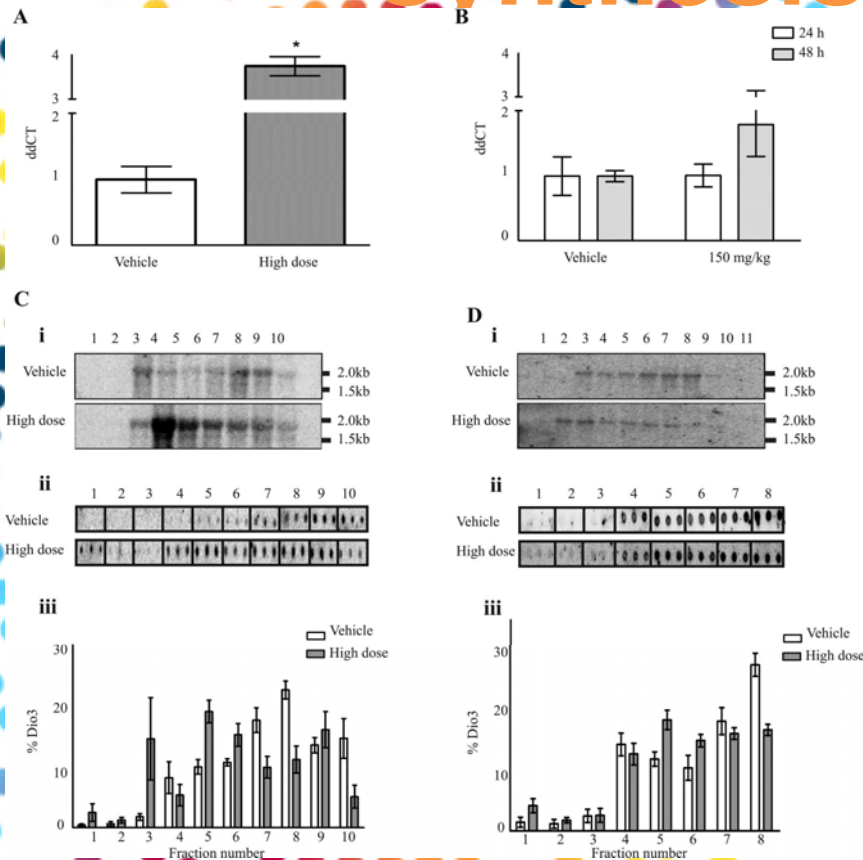 synthesis
A
*
4
3
2
1
0
ddCT
Vehicle
High dose
B
24 h
48 h
4
3
2
1
0
ddCT
Vehicle
150 mg/kg
C
i
1 2 3 4 5 6 7 8 9 10
Vehicle
2.0kb
1.5kb
High dose
2.0kb
1.5kb
ii
1 2 3 4 5 6 7 8 9 10
Vehicle
High dose
iii
Vehicle
High dose
30
20
10
0
% Dio3
1 2 3 4 5 6 7 8 9 10
Fraction number
D
i
1 2 3 4 5 6 7 8 9 10 11
Vehicle
2.0kb
1.5kb
High dose
2.0kb
1.5kb
ii
1 2 3 4 5 6 7 8
Vehicle
High dose
iii
Vehicle
High dose
30
20
10
0
% Dio3
1 2 3 4 5 6 7 8
Fraction number